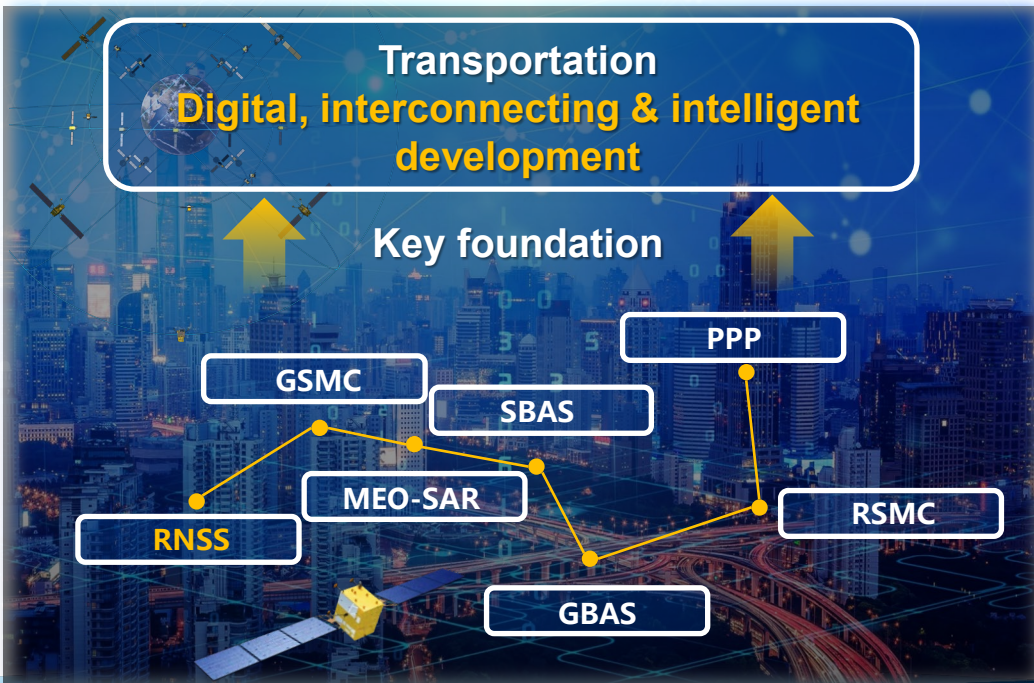 Transportation
Digital, interconnecting & intelligent
development
Key foundation
PPP
GSMC
SBAS
MEO-SAR
RSMC
RNSS
GBAS